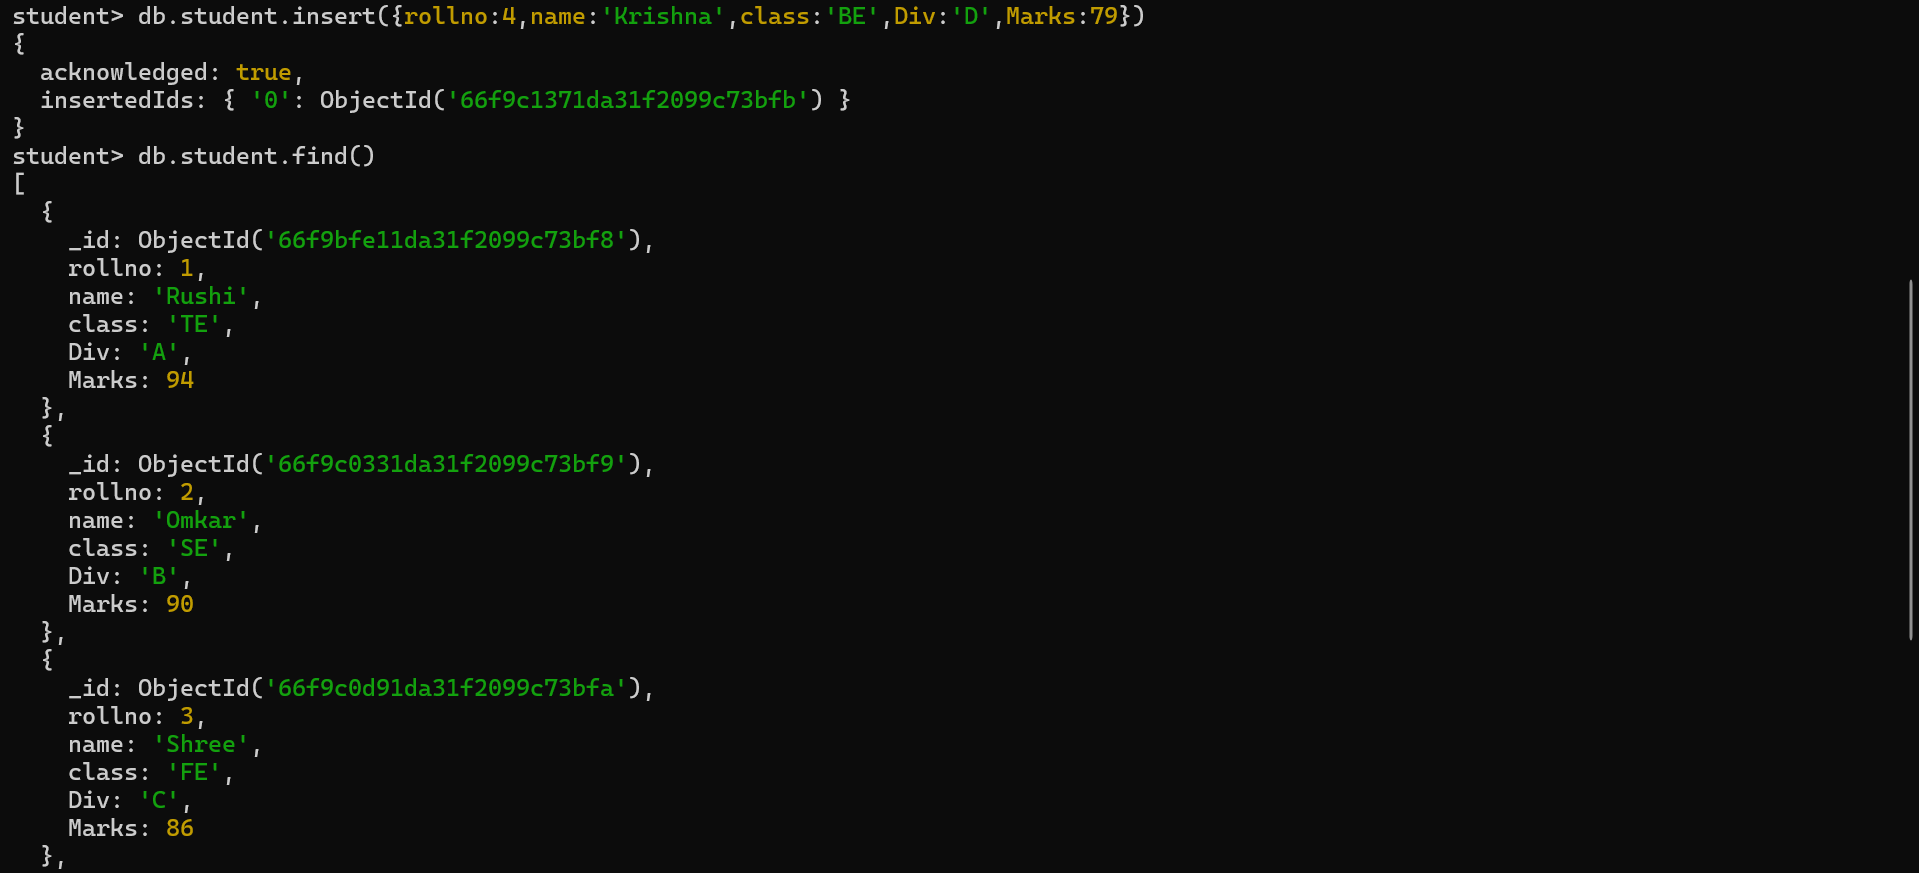 student> db.student.insert({rollno:4,name:'Krishna',class:'BE',Div:'D',Marks:79})
{
  acknowledged: true,
  insertedIds: { '0': ObjectId('66f9c1371da31f2099c73bfb') }
}
student> db.student.find()
[
  {
    _id: ObjectId('66f9bfe11da31f2099c73bf8'),
    rollno: 1,
    name: 'Rushi',
    class: 'TE',
    Div: 'A',
    Marks: 94
  },
  {
    _id: ObjectId('66f9c0331da31f2099c73bf9'),
    rollno: 2,
    name: 'Omkar',
    class: 'SE',
    Div: 'B',
    Marks: 90
  },
  {
    _id: ObjectId('66f9c0d91da31f2099c73bfa'),
    rollno: 3,
    name: 'Shree',
    class: 'FE',
    Div: 'C',
    Marks: 86
  },